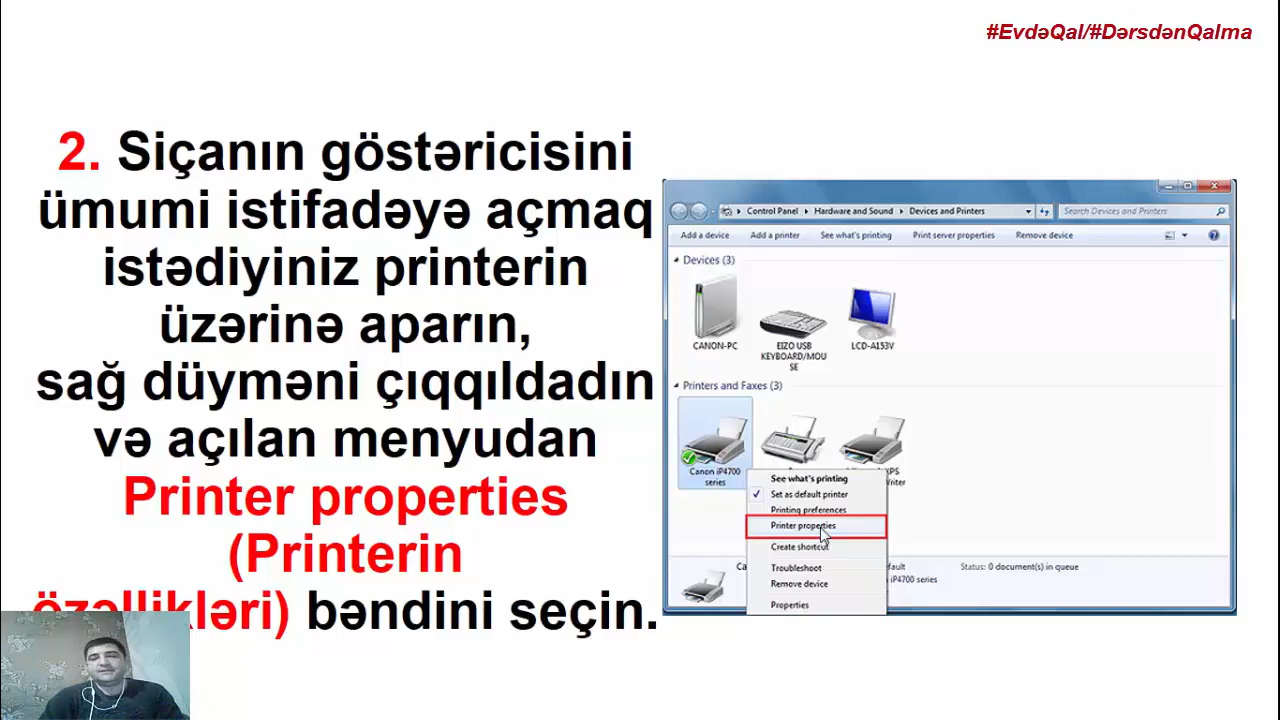 #EvdəQal/#DərsdənQalma
2. Siçanın göstəricisini
ümumi istifadəyə açmaq
istədiyiniz printerin
üzərinə aparın,
sağ düyməni çıqqıldadın
və açılan menyudan
Printer properties
(Printerin
özəllikləri) bəndini seçin.
Control Panel Hardware and Sound Devices and Printers
Search Devices and Printers
Add a device Add a printer See what's printing Print server properties Remove device
Devices (3)
CANON-PC
EIZO USB
KEYBOARD/MOU
SE
LCD-A153V
Printers and Faxes (3)
Canon iP4700
series
See what's printing
Set as default printer
Printing preferences
Printer properties
Create shortcut
Troubleshoot
Remove device
Properties
Status: 0 document(s) in queue
iP4700 series